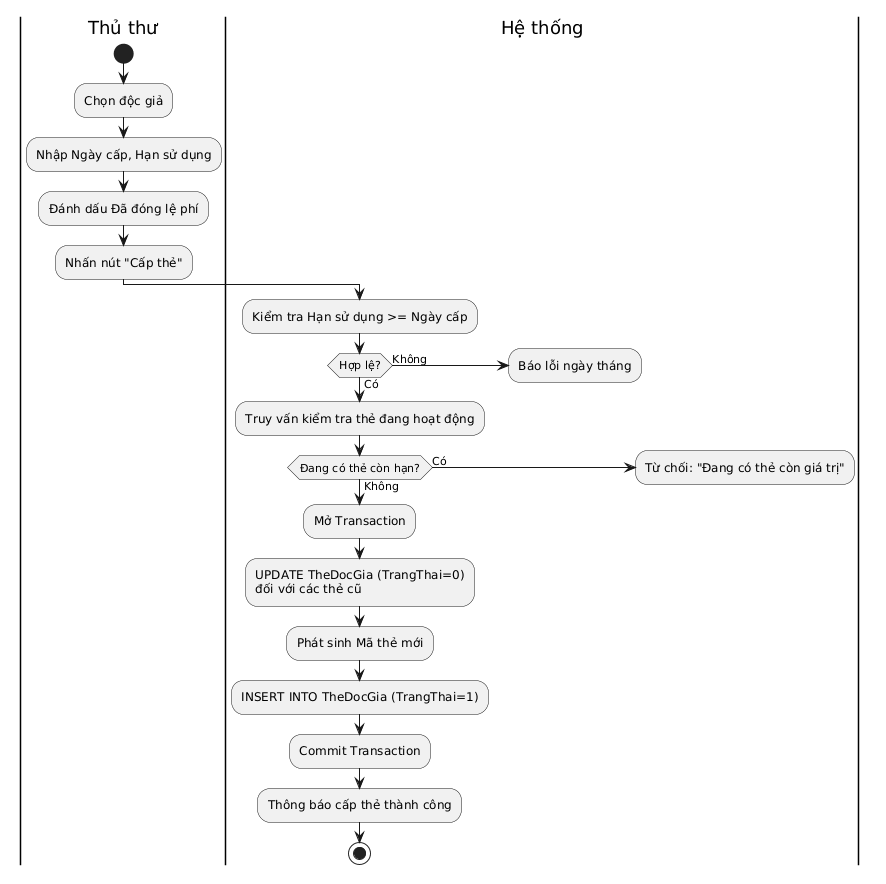 Thủ thư
Hệ thống
Chọn độc giả
Nhập Ngày cấp, Hạn sử dụng
Đánh dấu Đã đóng lệ phí
Nhấn nút "Cấp thẻ"
Kiểm tra Hạn sử dụng >= Ngày cấp
Hợp lệ?
Không
Báo lỗi ngày tháng
Có
Truy vấn kiểm tra thẻ đang hoạt động
Đang có thẻ còn hạn?
Có
Từ chối: "Đang có thẻ còn giá trị"
Không
Mở Transaction
UPDATE TheDocGia (TrangThai=0)
đối với các thẻ cũ
Phát sinh Mã thẻ mới
INSERT INTO TheDocGia (TrangThai=1)
Commit Transaction
Thông báo cấp thẻ thành công